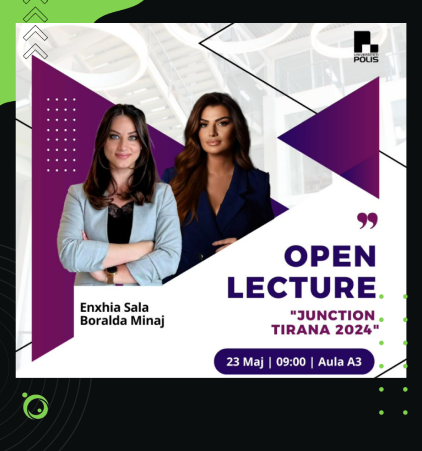 POLIS
OPEN
LECTURE
"JUNCTION
TIRANA 2024"
Enxhia Sala
Boralda Minaj
23 Maj | 09:00 | Aula A3